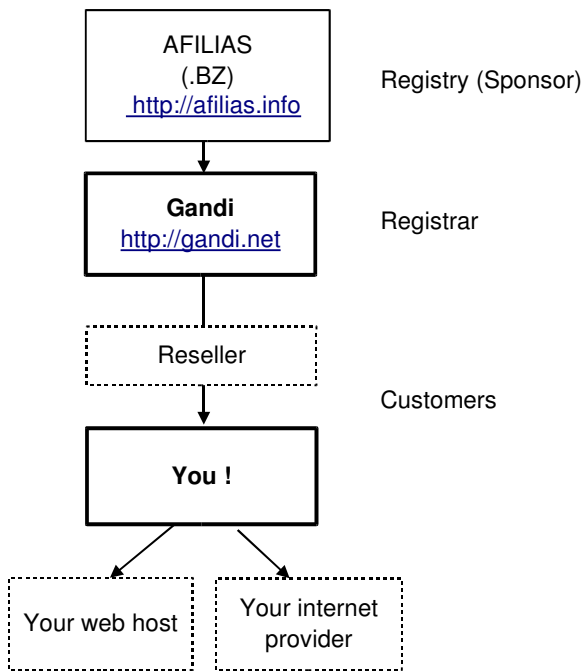 AFILIAS
(.BZ)
http://afilias.info
Registry (Sponsor)
Gandi
http://gandi.net
Registrar
Reseller
Customers
You !
Your web host
Your internet
provider